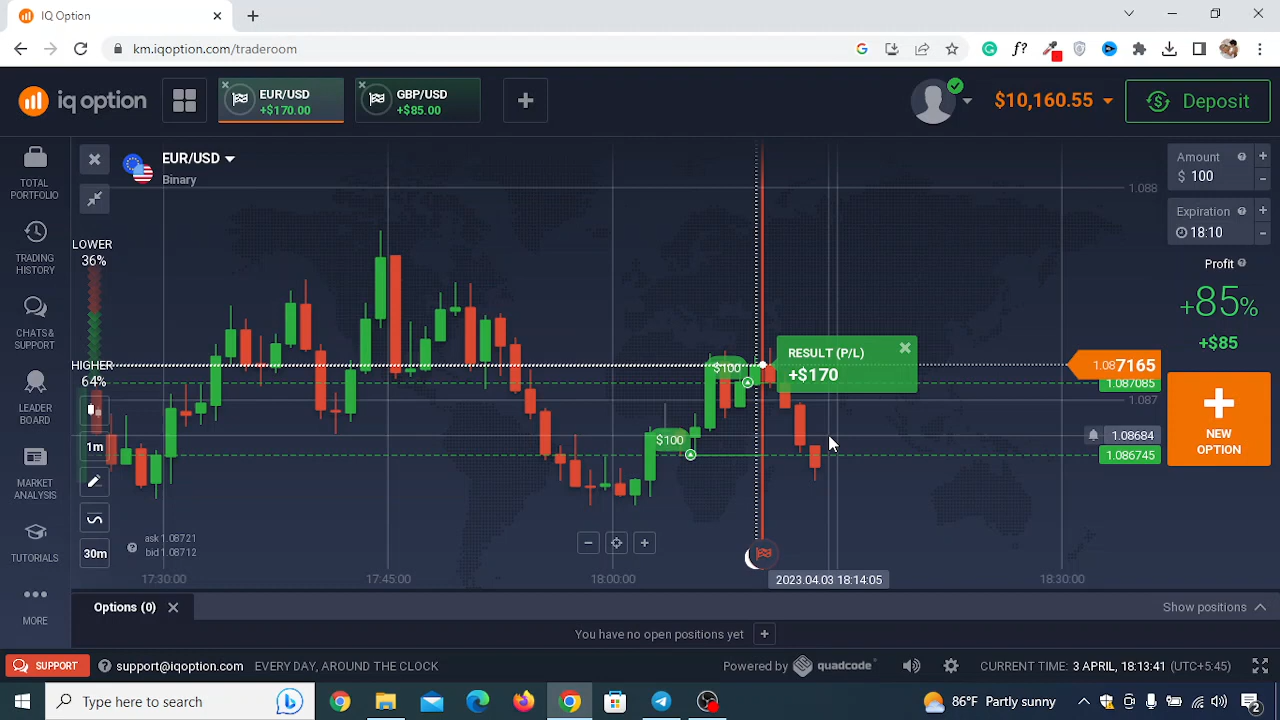 IQ Option
km.iqoption.com/traderoom
iq option
EUR/USD
+$170.00
GBP/USD
+$85.00
$10,160.55
Deposit
TOTAL
PORTFOLIO
TRADING
HISTORY
CHATS &
SUPPORT
LEADER
BOARD
MARKET
ANALYSIS
TUTORIALS
MORE
EUR/USD
Binary
LOWER
36%
HIGHER
64%
1m
30m
ask 1.08721
bid 1.08712
$100
$100
RESULT (P/L)
+$170
1.088
1.087165
1.087085
1.087
1.08684
1.086745
17:30:00
17:45:00
18:00:00
2023.04.03 18:14:05
18:30:00
Amount
$ 100
Expiration
18:10
Profit
+85%
+$85
NEW
OPTION
Options (0)
Show positions
You have no open positions yet
SUPPORT
support@iqoption.com
EVERY DAY, AROUND THE CLOCK
Powered by quadcode
CURRENT TIME: 3 APRIL, 18:13:41 (UTC+5:45)
Type here to search
86°F Partly sunny
2